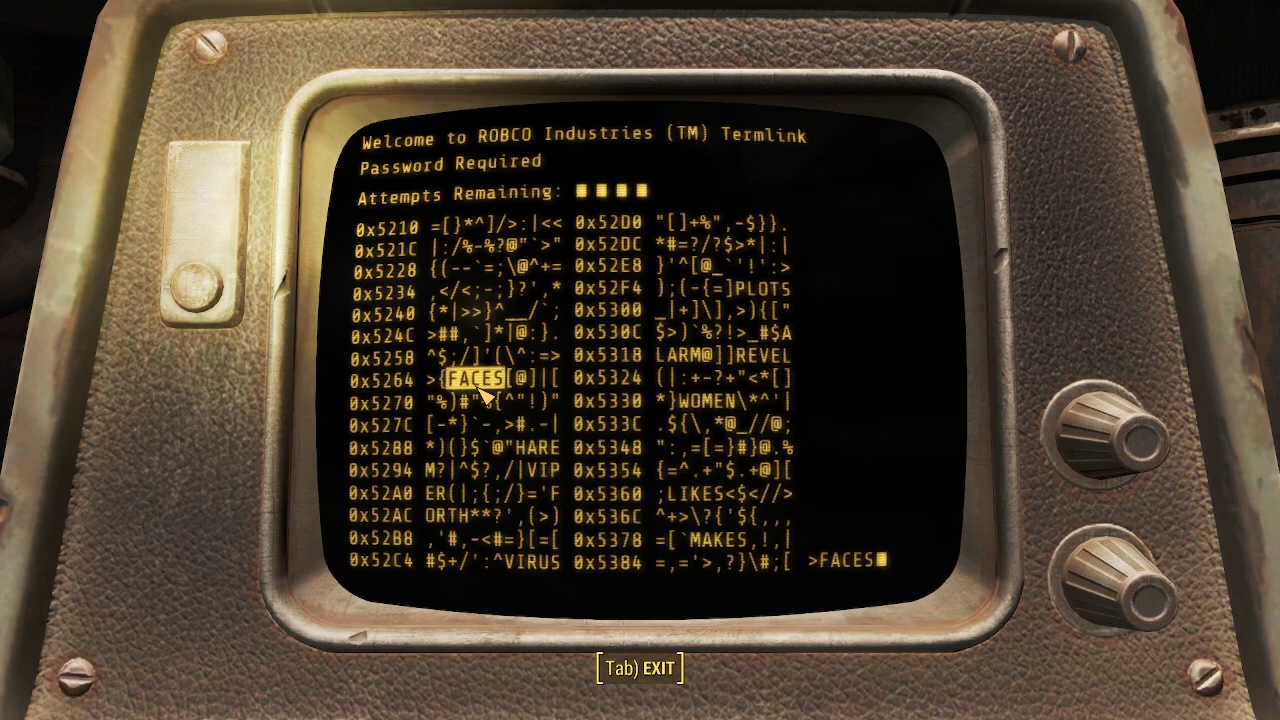 Welcome to ROBCO Industries (TM) Termlink
Password Required
Attempts Remaining: ■ ■ ■ ■
0x5210 =[}*^]/>:|<< 0x52D0 "[]+%",-$}}.
0x521C |:/%-%?@"`>" 0x52DC *#=?/?$>*|:|
0x5228 {(--`=;\@^+= 0x52E8 }'^[@_`'!':>
0x5234 ,</<;-;}?',* 0x52F4 );(-{=]PLOTS
0x5240 {*|>>}^__/`; 0x5300 _|+]\],>){["
0x524C >##,`]*|@:}. 0x530C $>)`%?!>_#$A
0x5258 ^$;/]'(\^:=> 0x5318 LARM@]]REVEL
0x5264 >{FACES[@]|[ 0x5324 (|:+-?+"<*[]
0x5270 "%)#"%{^"!)" 0x5330 *}WOMEN\*^'|
0x527C [-*}`-,>#.-| 0x533C .${\,*@_//@;
0x5288 *)(}$`@"HARE 0x5348 ":,=[=}#}@.%
0x5294 M?|^$?,/|VIP 0x5354 {=^.+"$.+@][
0x52A0 ER(|;{;/}='F 0x5360 ;LIKES<$<//>
0x52AC ORTH**?',(>) 0x536C ^+>\?{'${,,,
0x52B8 ,'#,-<#=}[=[ 0x5378 =[`MAKES,!,|
0x52C4 #$+/':^VIRUS 0x5384 =,='>,?}\#;[ >FACES■
[Tab) EXIT]